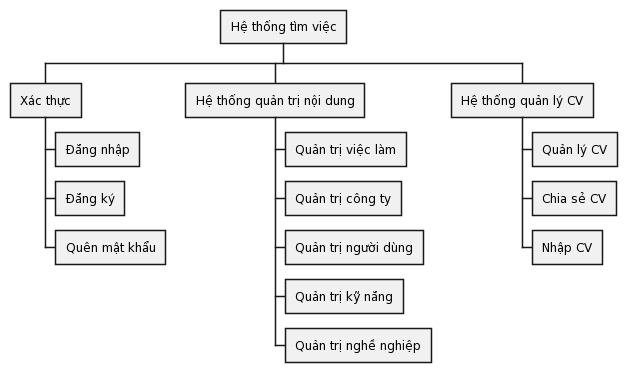 Hệ thống tìm việc
Xác thực
Đăng nhập
Đăng ký
Quên mật khẩu
Hệ thống quản trị nội dung
Quản trị việc làm
Quản trị công ty
Quản trị người dùng
Quản trị kỹ năng
Quản trị nghề nghiệp
Hệ thống quản lý CV
Quản lý CV
Chia sẻ CV
Nhập CV